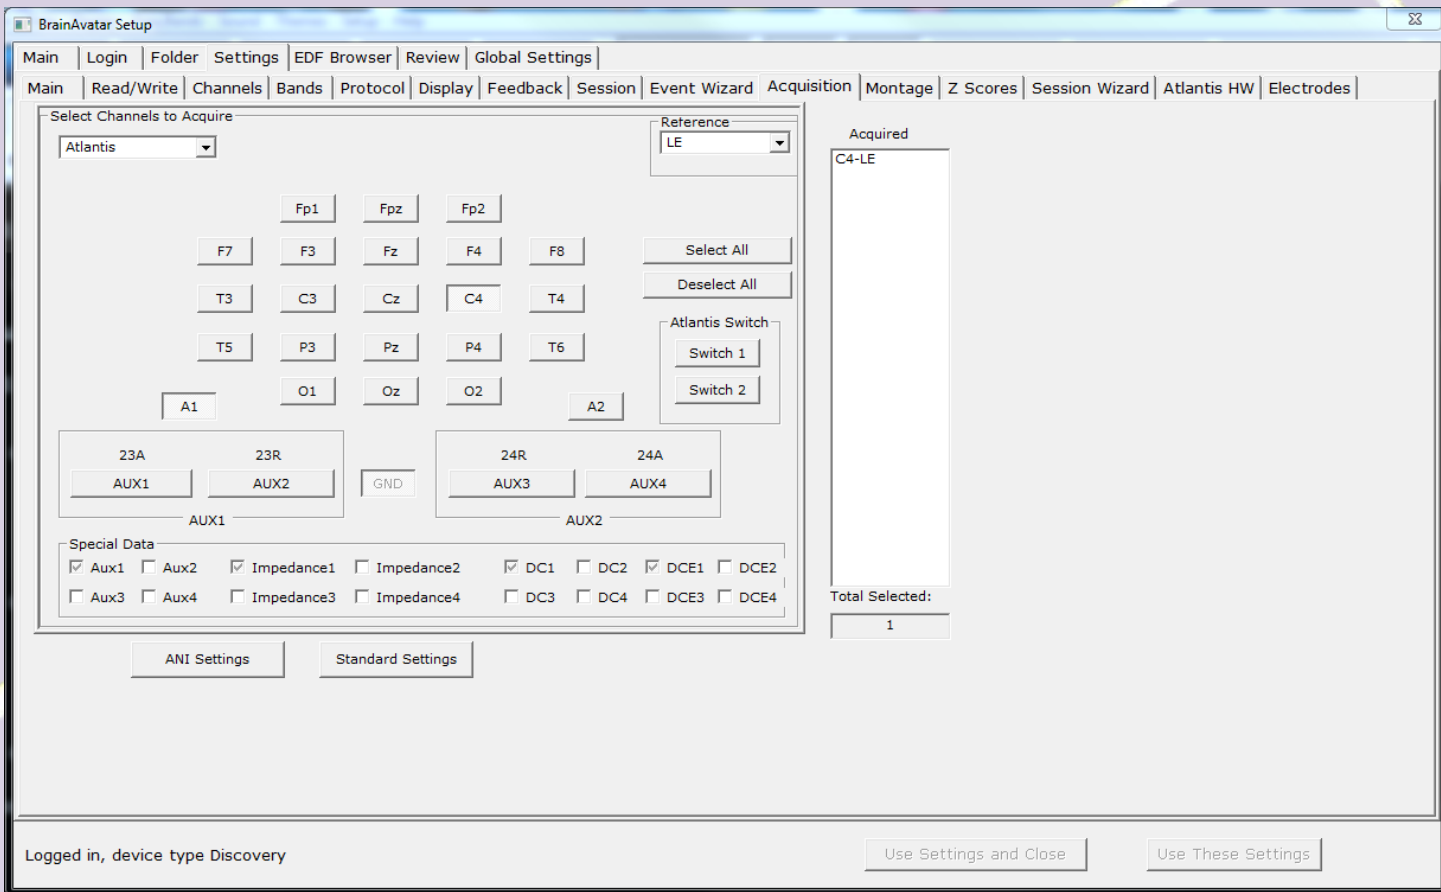 BrainAvatar Setup
Main Login Folder Settings EDF Browser Review Global Settings
Main Read/Write Channels Bands Protocol Display Feedback Session Event Wizard Acquisition Montage Z Scores Session Wizard Atlantis HW Electrodes
Select Channels to Acquire
Reference
Acquired
Atlantis
LE
C4-LE
Fp1 Fpz Fp2
F7 F3 Fz F4 F8
Select All
Deselect All
T3 C3 Cz C4 T4
Atlantis Switch
T5 P3 Pz P4 T6
Switch 1
Switch 2
O1 Oz O2
A1 A2
23A 23R 24R 24A
AUX1 AUX2 GND AUX3 AUX4
AUX1 AUX2
Special Data
Aux1 Aux2 Impedance1 Impedance2 DC1 DC2 DCE1 DCE2
Aux3 Aux4 Impedance3 Impedance4 DC3 DC4 DCE3 DCE4
Total Selected:
1
ANI Settings Standard Settings
Logged in, device type Discovery
Use Settings and Close Use These Settings